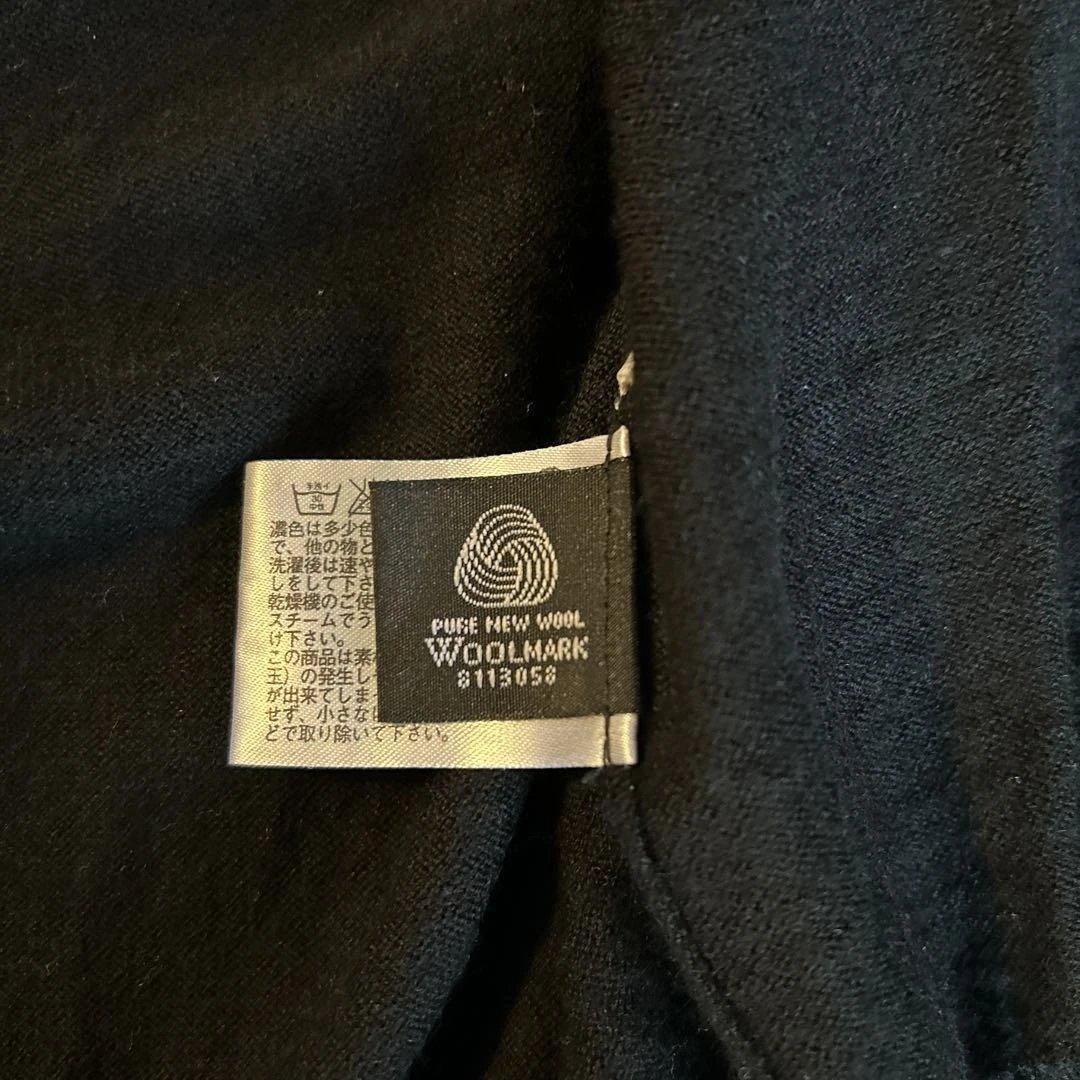 手洗イ
30
中性
濃色は多少色
で、他の物と
洗濯後は速や
しをして下さ
乾燥機のご使
スチームでう
け下さい。
この商品は素
玉）の発生し
が出来てしま
せず、小さな
どで取り除いて下さい。
PURE NEW WOOL
WOOLMARK
8113058